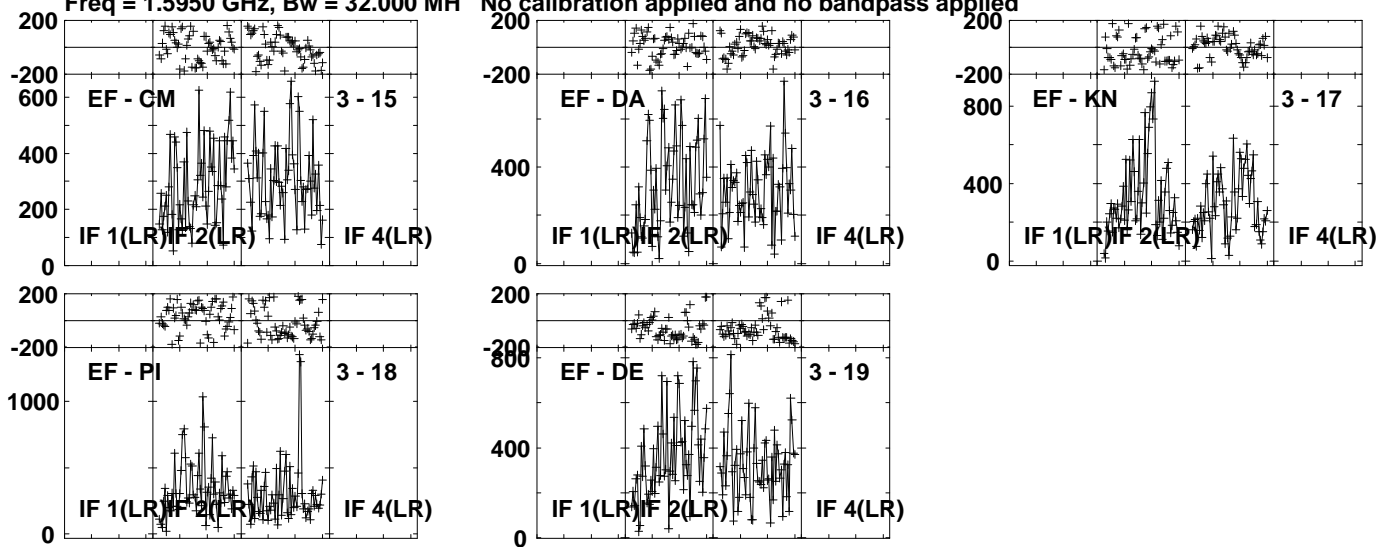 Freq = 1.5950 GHz, Bw = 32.000 MH No calibration applied and no bandpass applied
200
-200
600
400
200
0
EF - CM
3 - 15
IF 1(LR)
IF 2(LR)
IF 4(LR)
200
-200
400
0
EF - DA
3 - 16
IF 1(LR)
IF 2(LR)
IF 4(LR)
200
-200
800
400
0
EF - KN
3 - 17
IF 1(LR)
IF 2(LR)
IF 4(LR)
200
-200
1000
0
EF - PI
3 - 18
IF 1(LR)
IF 2(LR)
IF 4(LR)
200
-200
800
400
0
EF - DE
3 - 19
IF 1(LR)
IF 2(LR)
IF 4(LR)